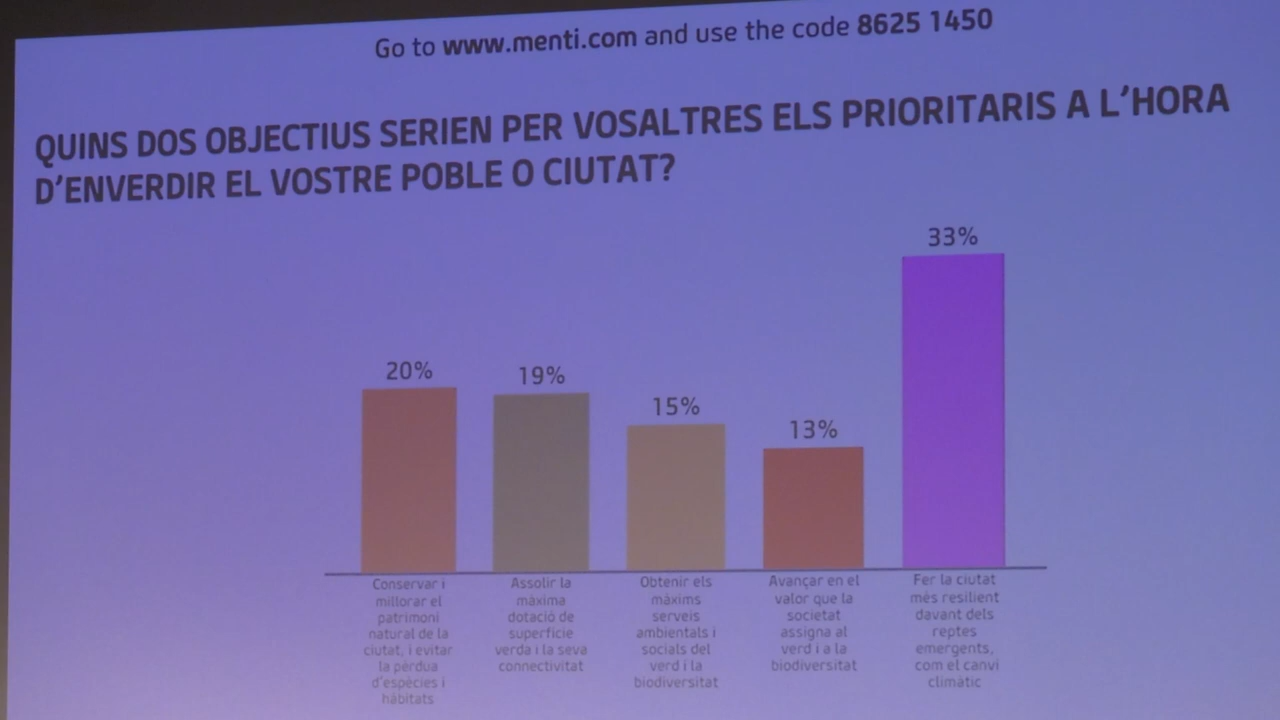 Go to www.menti.com and use the code 8625 1450
QUINS DOS OBJECTIUS SERIEN PER VOSALTRES ELS PRIORITARIS A L'HORA
D'ENVERDIR EL VOSTRE POBLE O CIUTAT?
20%
19%
15%
13%
33%
Conservar i
millorar el
patrimoni
natural de la
ciutat, i evitar
la pèrdua
d'espècies i
hàbitats
Assolir la
màxima
dotació de
superfície
verda i la seva
connectivitat
Obtenir els
màxims
serveis
ambientals i
socials del
verd i la
biodiversitat
Avançar en el
valor que la
societat
assigna al
verd i a la
biodiversitat
Fer la ciutat
més resilient
davant dels
reptes
emergents,
com el canvi
climàtic